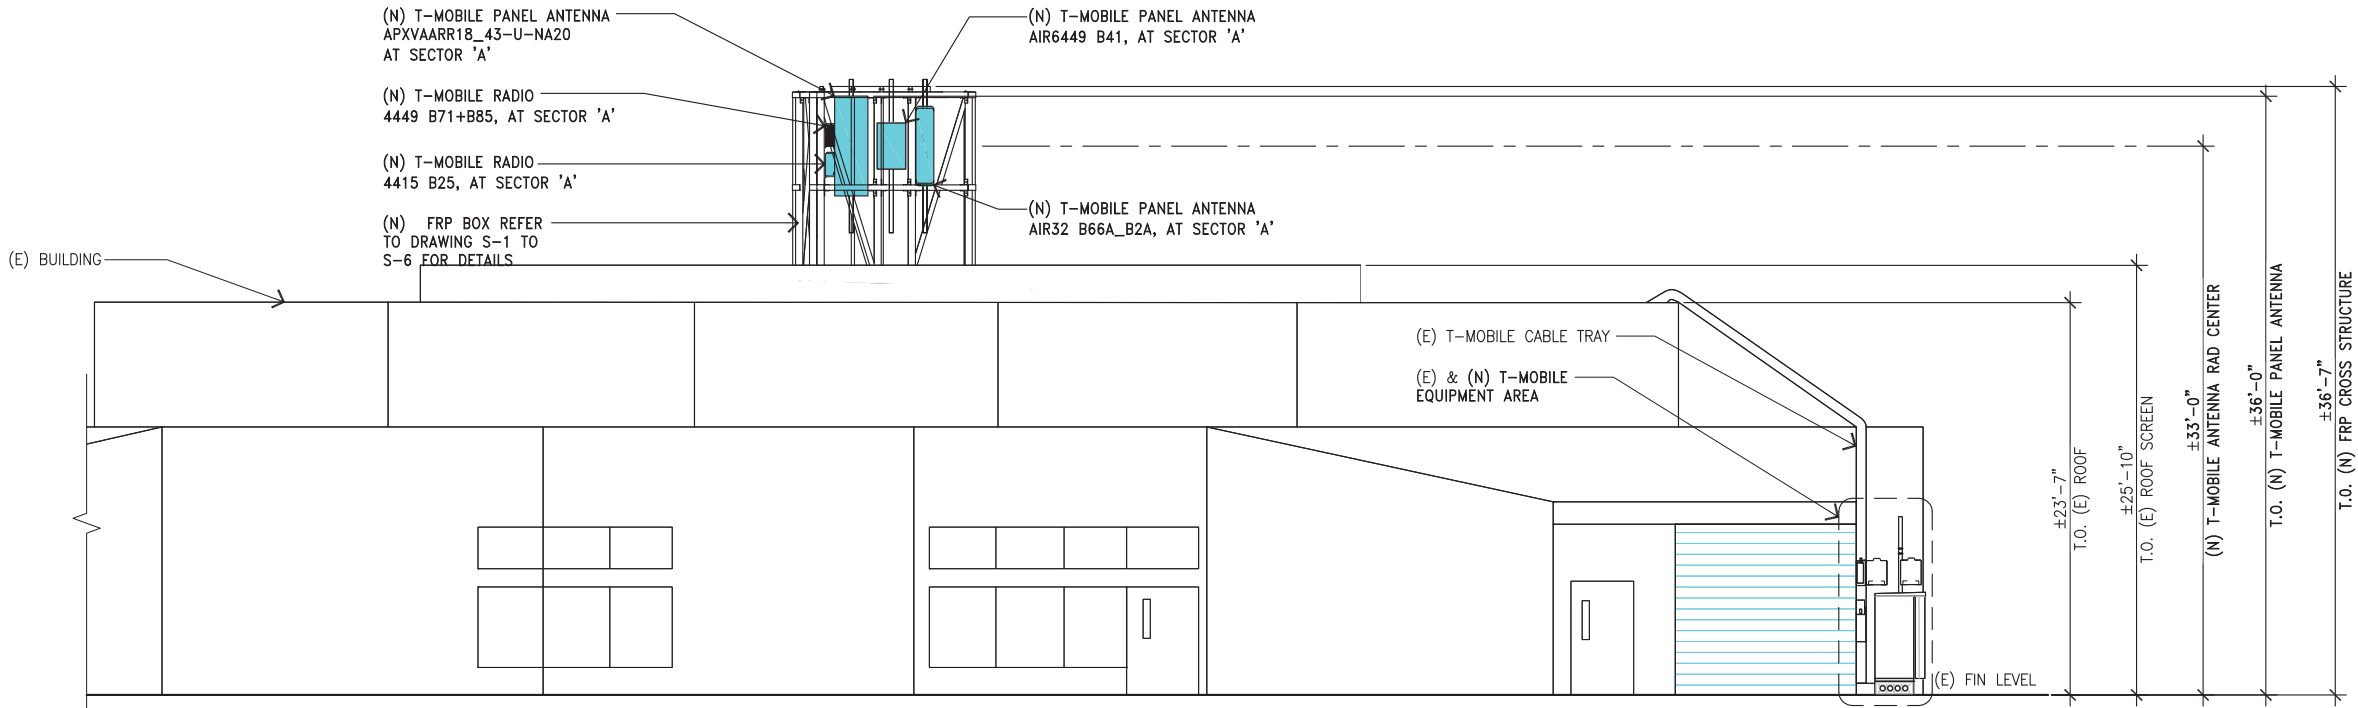 (N) T-MOBILE PANEL ANTENNA
APXVAARR18_43-U-NA20
AT SECTOR 'A'
(N) T-MOBILE PANEL ANTENNA
AIR6449 B41, AT SECTOR 'A'
(N) T-MOBILE RADIO
4449 B71+B85, AT SECTOR 'A'
(N) T-MOBILE RADIO
4415 B25, AT SECTOR 'A'
(N) FRP BOX REFER
TO DRAWING S-1 TO
S-6 FOR DETAILS
(N) T-MOBILE PANEL ANTENNA
AIR32 B66A_B2A, AT SECTOR 'A'
(E) BUILDING
(E) T-MOBILE CABLE TRAY
(E) & (N) T-MOBILE
EQUIPMENT AREA
(E) FIN LEVEL
±23'-7"
T.O. (E) ROOF
±25'-10"
T.O. (E) ROOF SCREEN
±33'-0"
(N) T-MOBILE ANTENNA RAD CENTER
±36'-0"
T.O. (N) T-MOBILE PANEL ANTENNA
±36'-7"
T.O. (N) FRP CROSS STRUCTURE